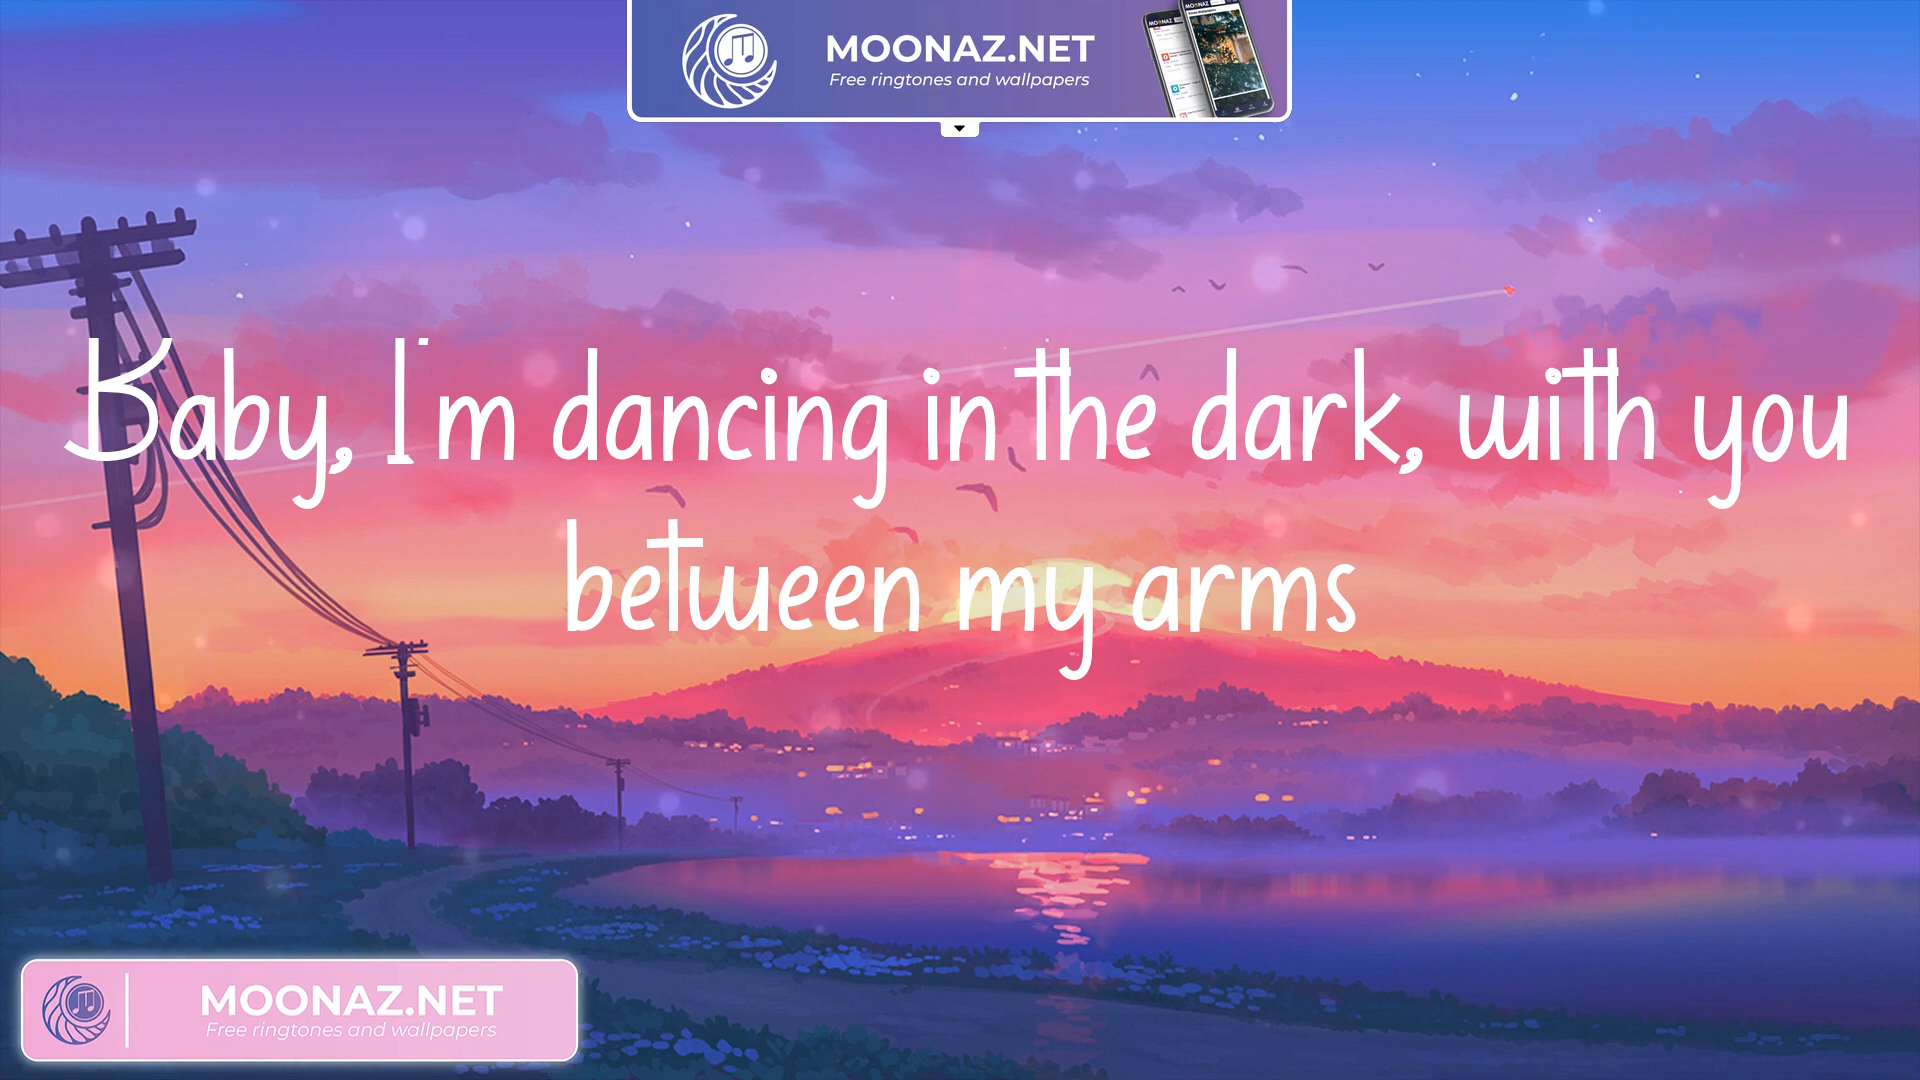 MOONAZ.NET
Free ringtones and wallpapers
Baby, I'm dancing in the dark, with you
between my arms
MOONAZ.NET
Free ringtones and wallpapers